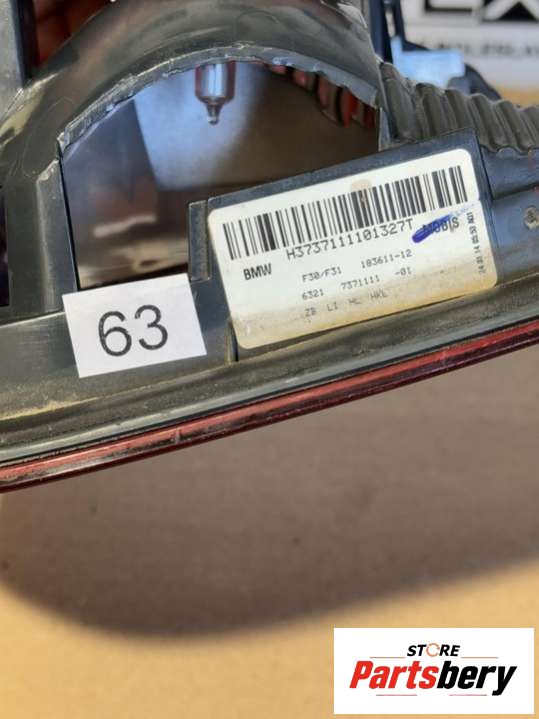 H3737111101327T MOBIS
BMW F30/F31 183611-12
6321 7371111 -01
ZB LI HL HKL
63
STORE
Partsbery